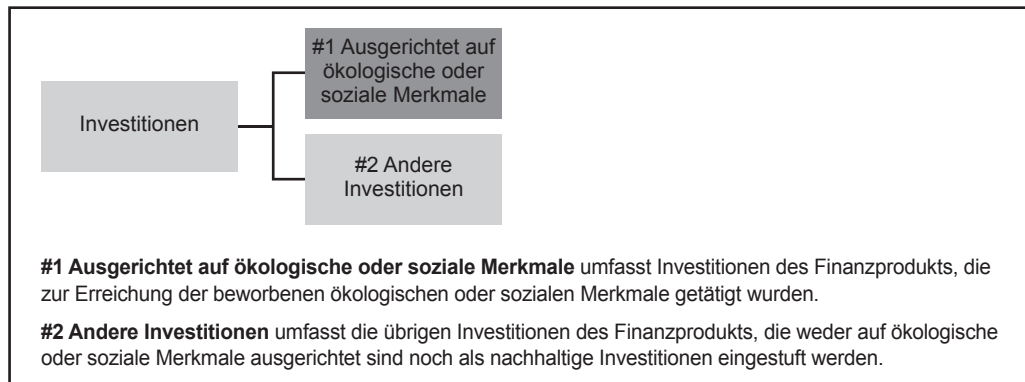 #1 Ausgerichtet auf
ökologische oder
soziale Merkmale
Investitionen
#2 Andere
Investitionen
#1 Ausgerichtet auf ökologische oder soziale Merkmale umfasst Investitionen des Finanzprodukts, die
zur Erreichung der beworbenen ökologischen oder sozialen Merkmale getätigt wurden.
#2 Andere Investitionen umfasst die übrigen Investitionen des Finanzprodukts, die weder auf ökologische
oder soziale Merkmale ausgerichtet sind noch als nachhaltige Investitionen eingestuft werden.